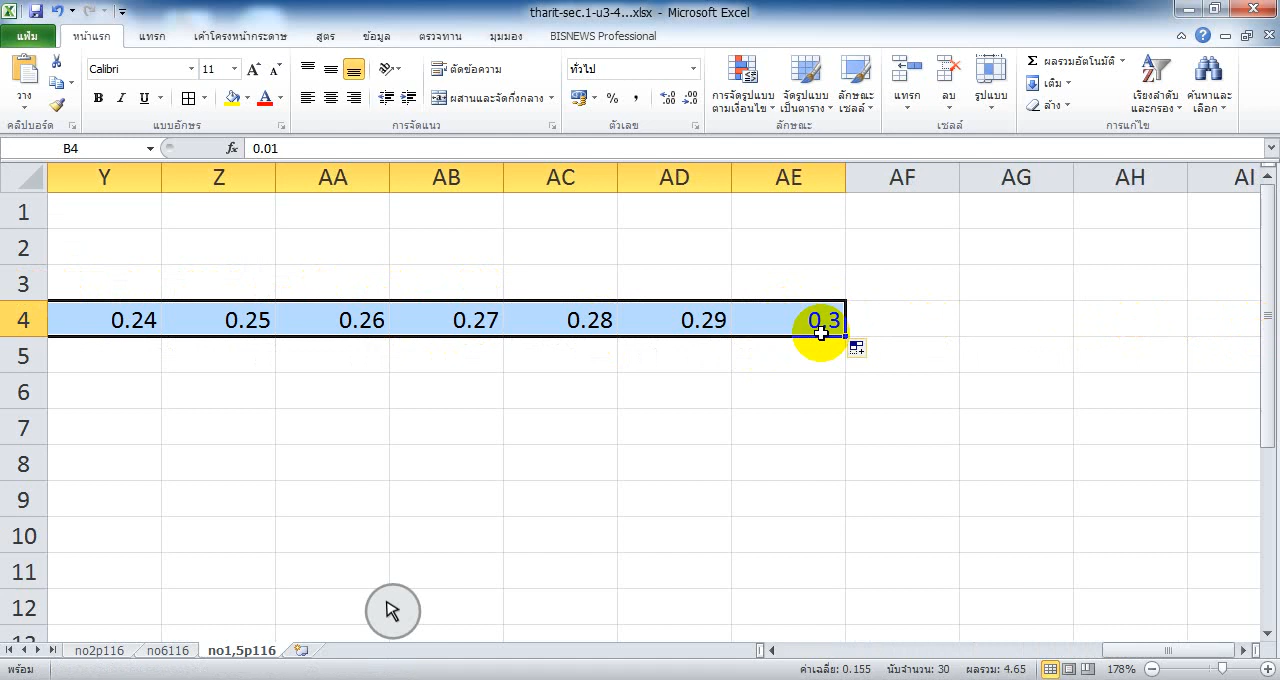 tharit-sec.1-u3-4...xlsx - Microsoft Excel
แฟ้ม หน้าแรก แทรก เค้าโครงหน้ากระดาษ สูตร ข้อมูล ตรวจทาน มุมมอง BISNEWS Professional
วาง
Calibri 11
B I U A
ตัดข้อความ
ผสานและจัดกึ่งกลาง
ทั่วไป
การจัดรูปแบบ ตามเงื่อนไข
จัดรูปแบบ เป็นตาราง
ลักษณะ เซลล์
แทรก ลบ รูปแบบ
ผลรวมอัตโนมัติ
เติม
ล้าง
เรียงลำดับ และกรอง
ค้นหาและ เลือก
คลิปบอร์ด แบบอักษร การจัดแนว ตัวเลข ลักษณะ เซลล์ การแก้ไข
B4 fx 0.01
Y Z AA AB AC AD AE AF AG AH AI
1
2
3
4 0.24 0.25 0.26 0.27 0.28 0.29 0.3
5
6
7
8
9
10
11
12
13
no2p116 no6116 no1,5p116
พร้อม ค่าเฉลี่ย: 0.155 นับจำนวน: 30 ผลรวม: 4.65 178%